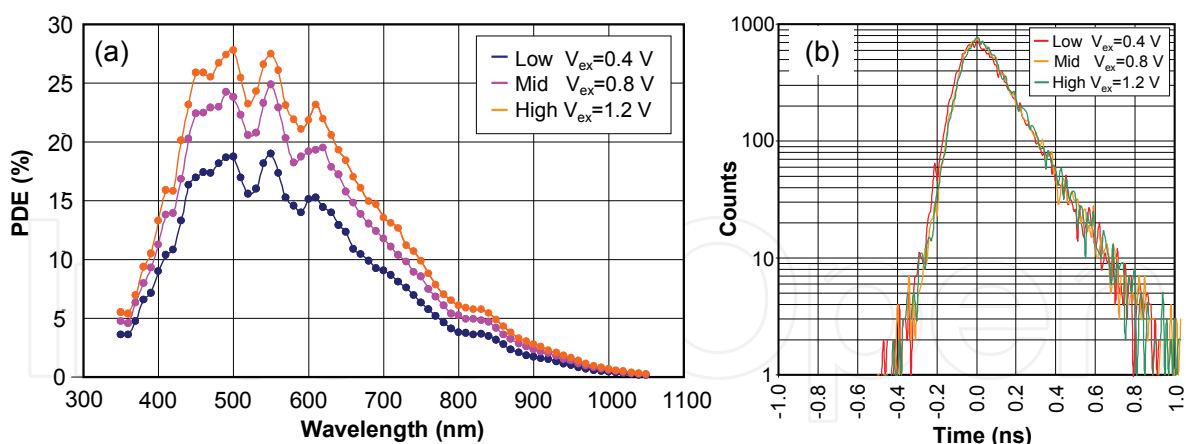 (a)
PDE (%)
30
25
20
15
10
5
0
Low V_ex=0.4 V
Mid V_ex=0.8 V
High V_ex=1.2 V
300 400 500 600 700 800 900 1000 1100
Wavelength (nm)
(b)
Counts
1000
100
10
1
Low V_ex=0.4 V
Mid V_ex=0.8 V
High V_ex=1.2 V
-1.0 -0.8 -0.6 -0.4 -0.2 0.0 0.2 0.4 0.6 0.8 1.0
Time (ns)